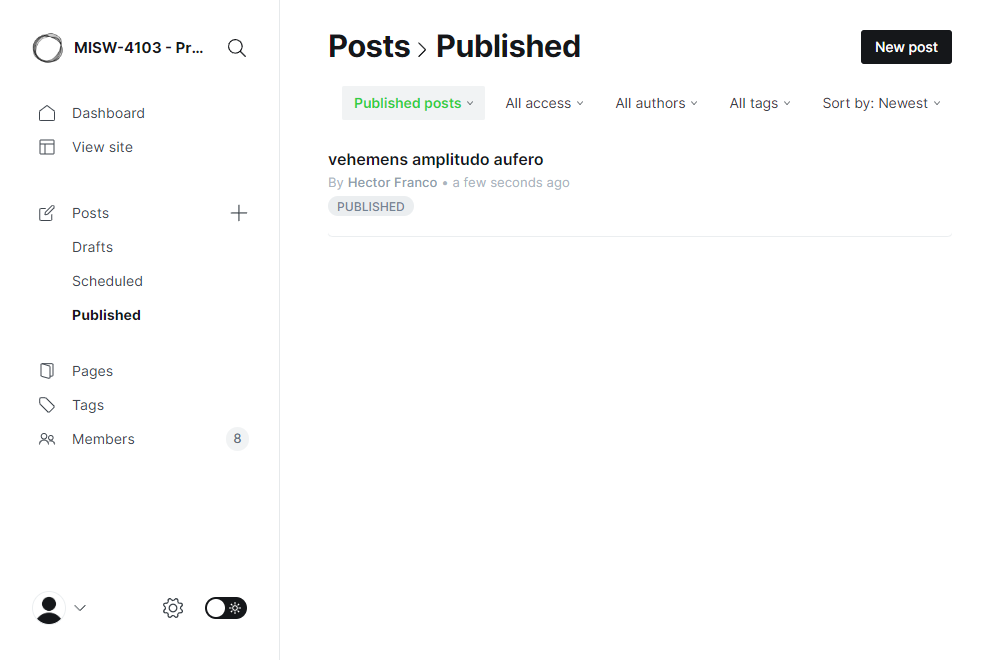 MISW-4103 - Pr...
Dashboard
View site
Posts
Drafts
Scheduled
Published
Pages
Tags
Members
8
Posts > Published
New post
Published posts
All access
All authors
All tags
Sort by: Newest
vehemens amplitudo aufero
By Hector Franco • a few seconds ago
PUBLISHED